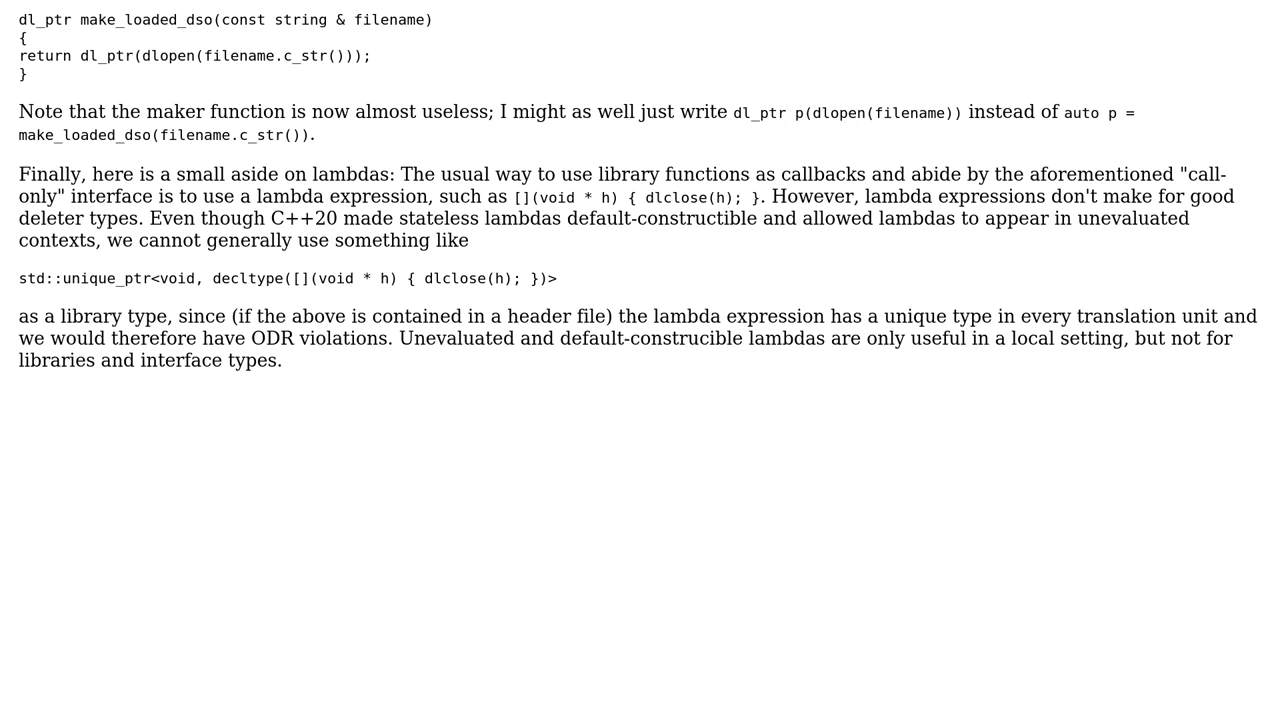 dl_ptr make_loaded_dso(const string & filename)
{
return dl_ptr(dlopen(filename.c_str()));
}
Note that the maker function is now almost useless; I might as well just write dl_ptr p(dlopen(filename)) instead of auto p =
make_loaded_dso(filename.c_str()).
Finally, here is a small aside on lambdas: The usual way to use library functions as callbacks and abide by the aforementioned "call-
only" interface is to use a lambda expression, such as [](void * h) { dlclose(h); }. However, lambda expressions don't make for good
deleter types. Even though C++20 made stateless lambdas default-constructible and allowed lambdas to appear in unevaluated
contexts, we cannot generally use something like
std::unique_ptr<void, decltype([](void * h) { dlclose(h); })>
as a library type, since (if the above is contained in a header file) the lambda expression has a unique type in every translation unit and
we would therefore have ODR violations. Unevaluated and default-construcible lambdas are only useful in a local setting, but not for
libraries and interface types.